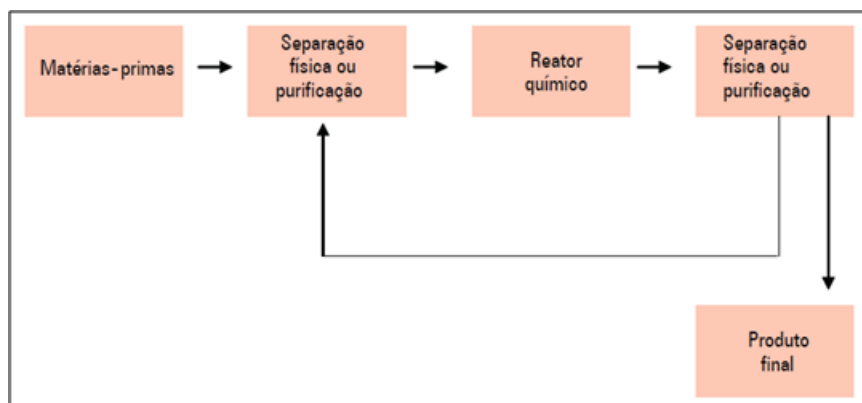 Matérias-primas
Separação
física ou
purificação
Reator
químico
Separação
física ou
purificação
Produto
final